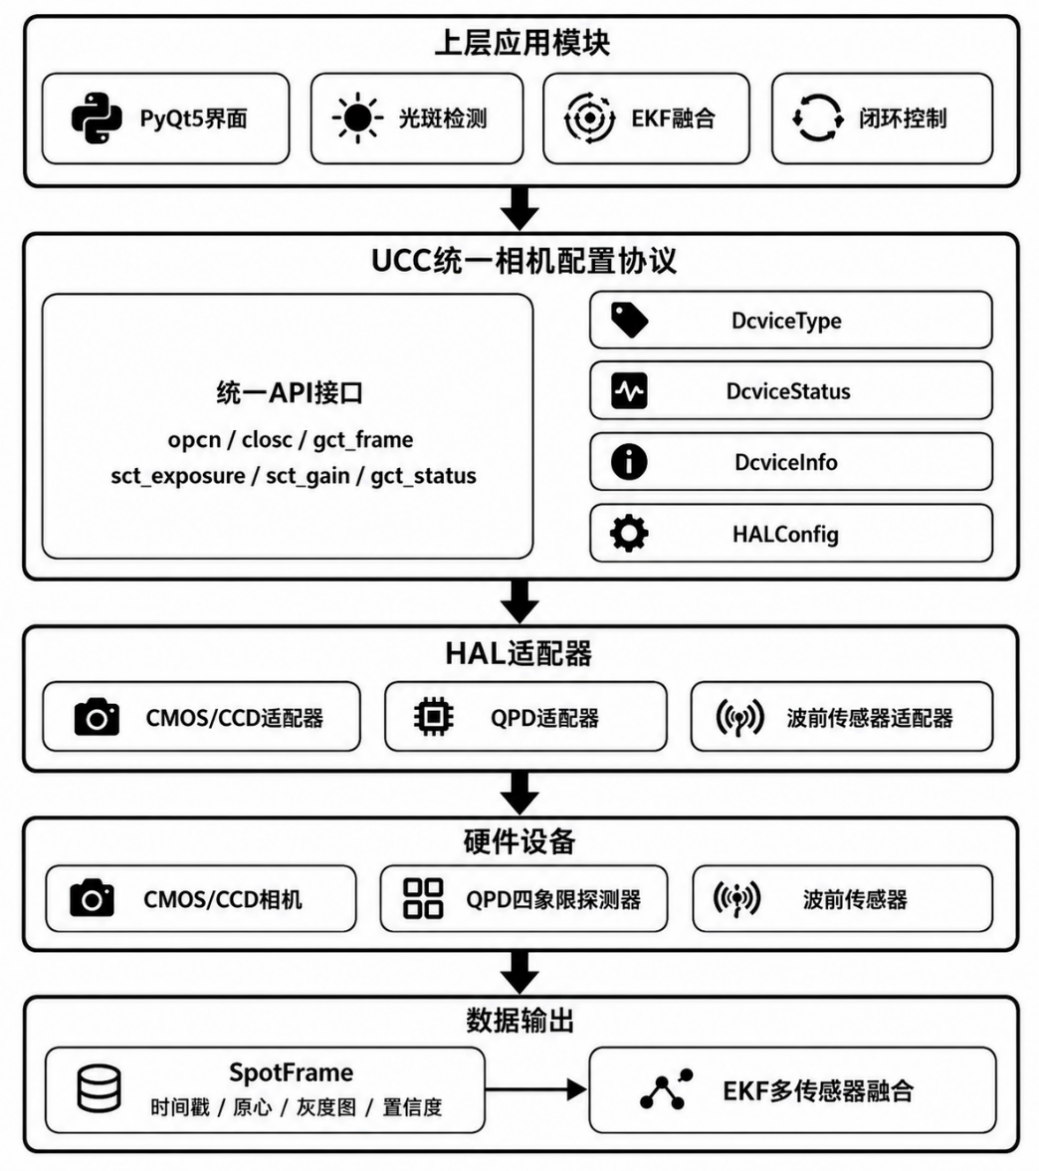 上层应用模块
PyQt5界面
光斑检测
EKF融合
闭环控制
UCC统一相机配置协议
统一API接口
opcn / closc / gct_frame
sct_exposure / sct_gain / gct_status
DcviceType
DcviceStatus
DcviceInfo
HALConfig
HAL适配器
CMOS/CCD适配器
QPD适配器
波前传感器适配器
硬件设备
CMOS/CCD相机
QPD四象限探测器
波前传感器
数据输出
SpotFrame
时间戳 / 原心 / 灰度图 / 置信度
EKF多传感器融合